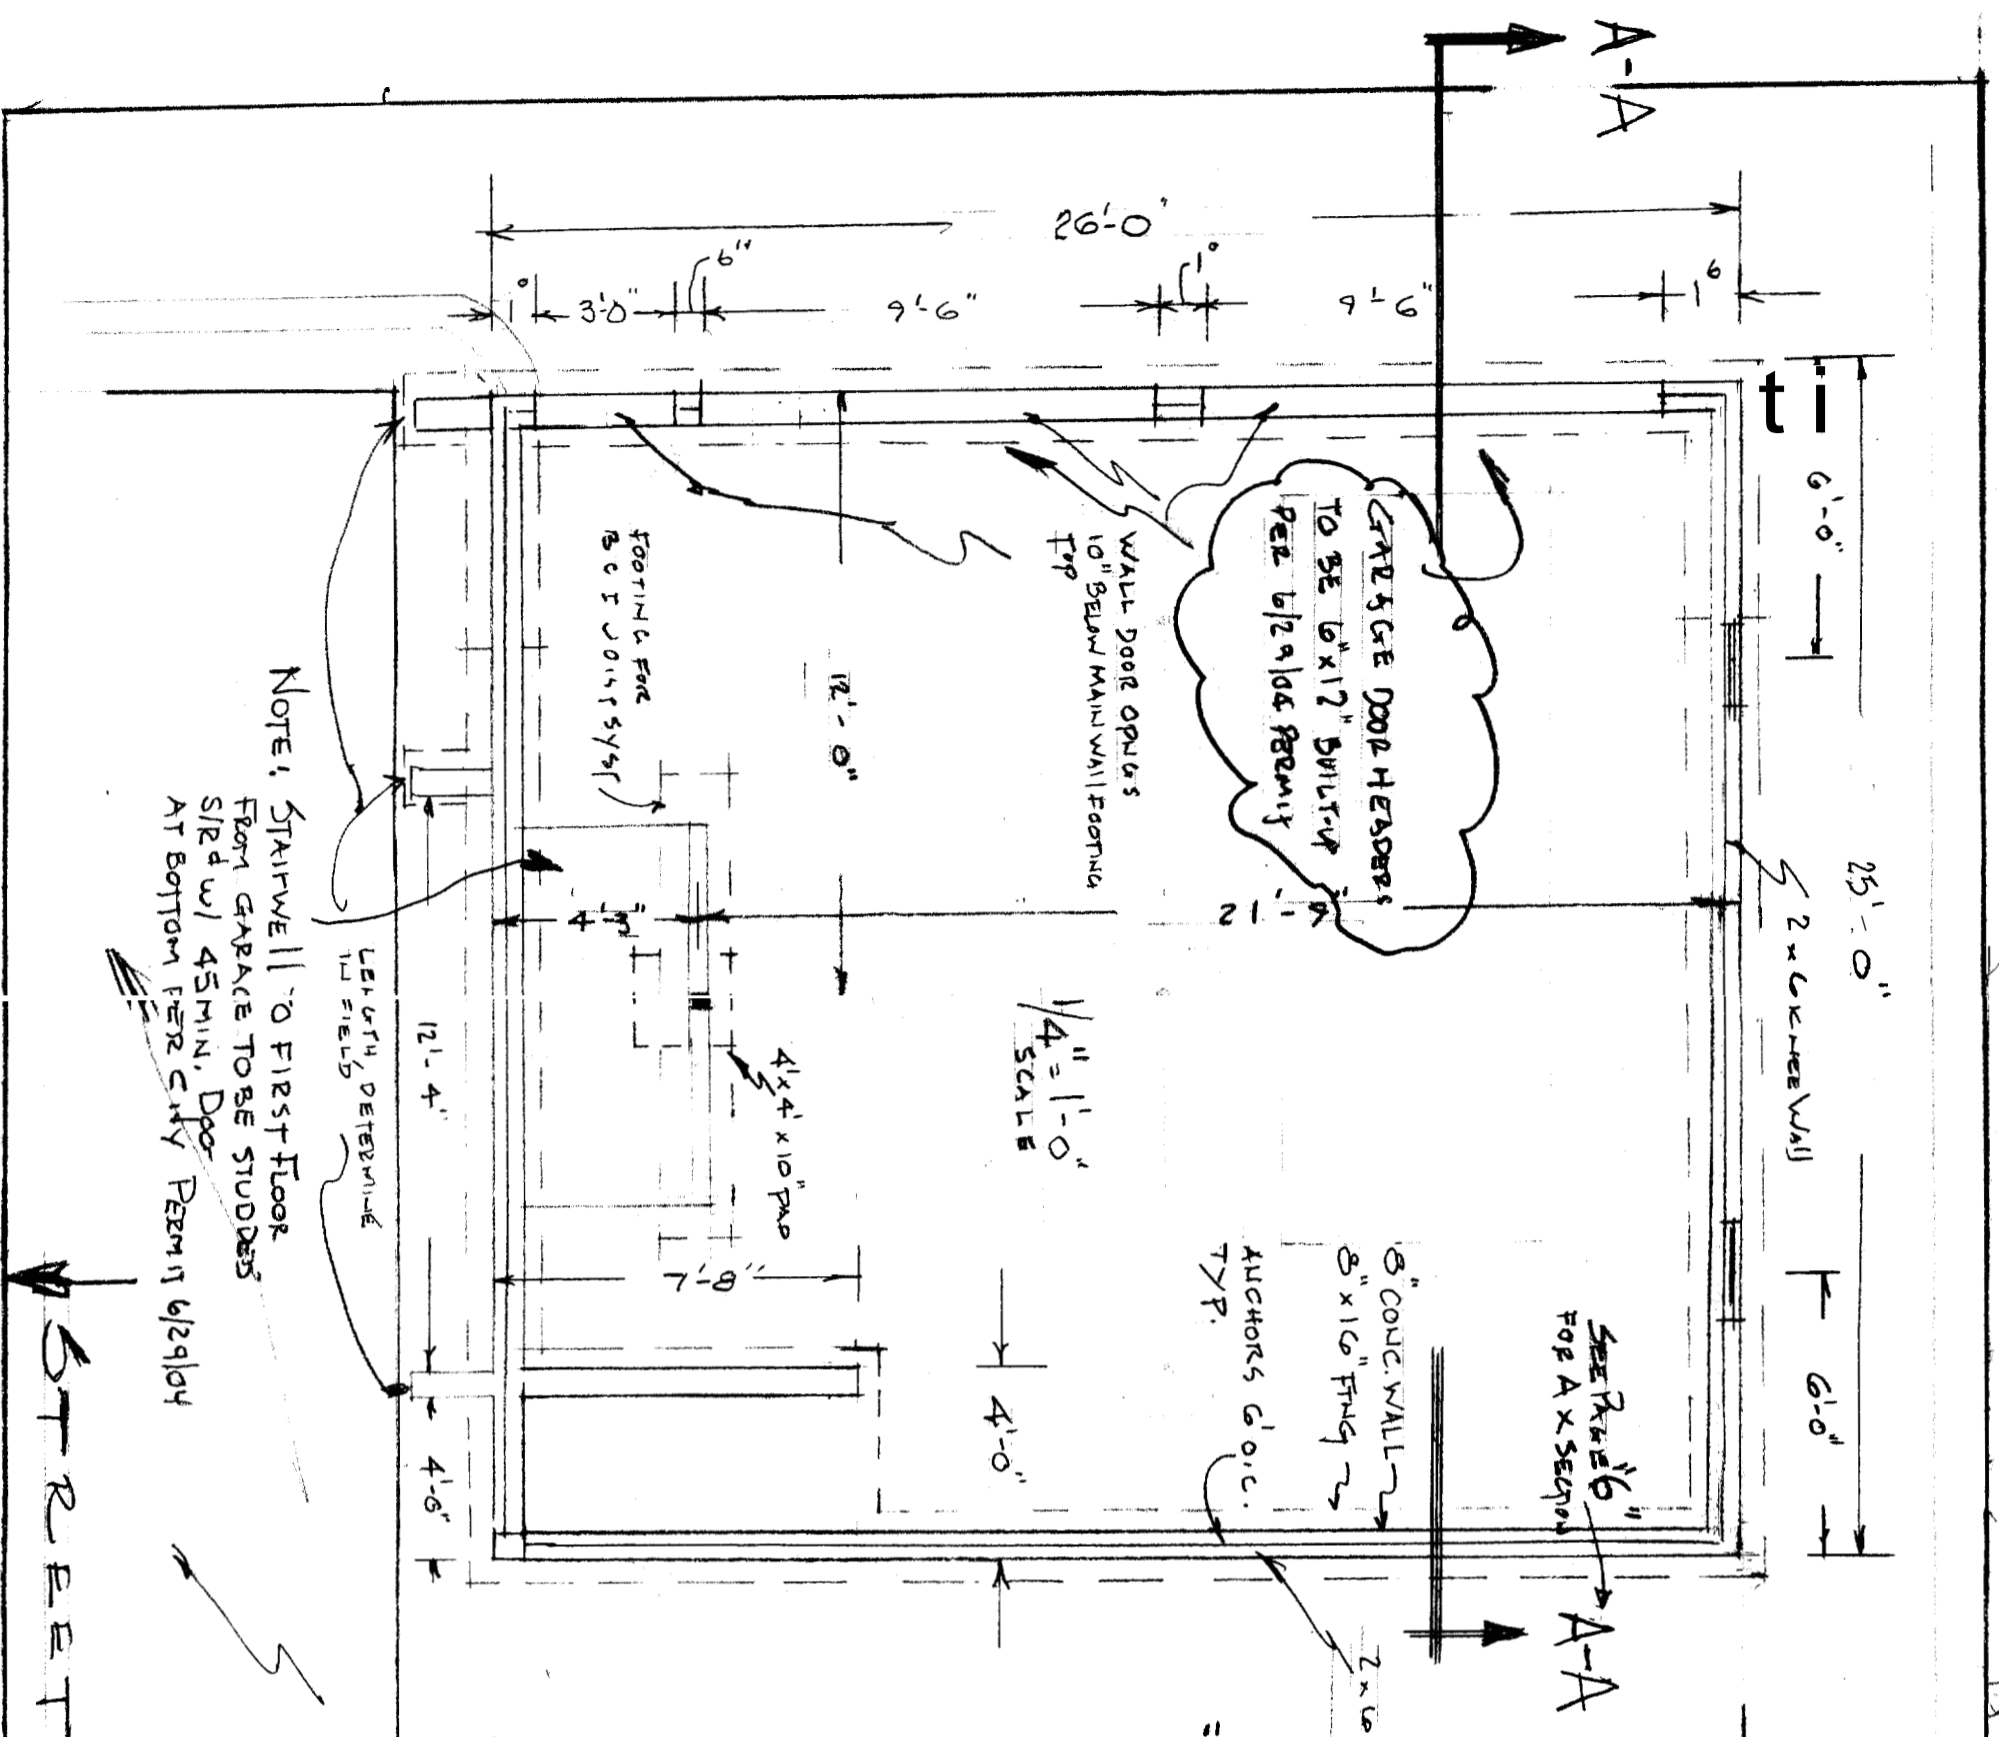 A-A
26'-0"
1°
3'-0"
6"
9'-6"
1°
9'-6"
1⁶
ti
6'-0"
25'-0"
6'-0"
2x6 KNEE WALL
GARAGE DOOR HEADERS
TO BE 6"x12" BUILT-UP
PER 6/29/04 PERMIT
WALL DOOR OPNGS
10" BELOW MAIN WALL FOOTING
TYP
FOOTING FOR
BCI JOIST SYST
12'-0"
4'-3"
21'-9"
1/4" = 1'-0"
SCALE
4'x4'x10" PAD
7'-8"
4'-0"
8" CONC. WALL
8"x16" FTNG
ANCHORS 6' O.C.
TYP.
SEE PAGE "6"
FOR A X SECTION
A-A
2x6
LENGTH, DETERMINE
IN FIELD
12'-4"
4'-0"
NOTE: STAIRWELL TO FIRST FLOOR
FROM GARAGE TO BE STUDDED
S/R'd W/ 45 MIN. DOOR
AT BOTTOM PER CITY PERMIT 6/29/04
STREET